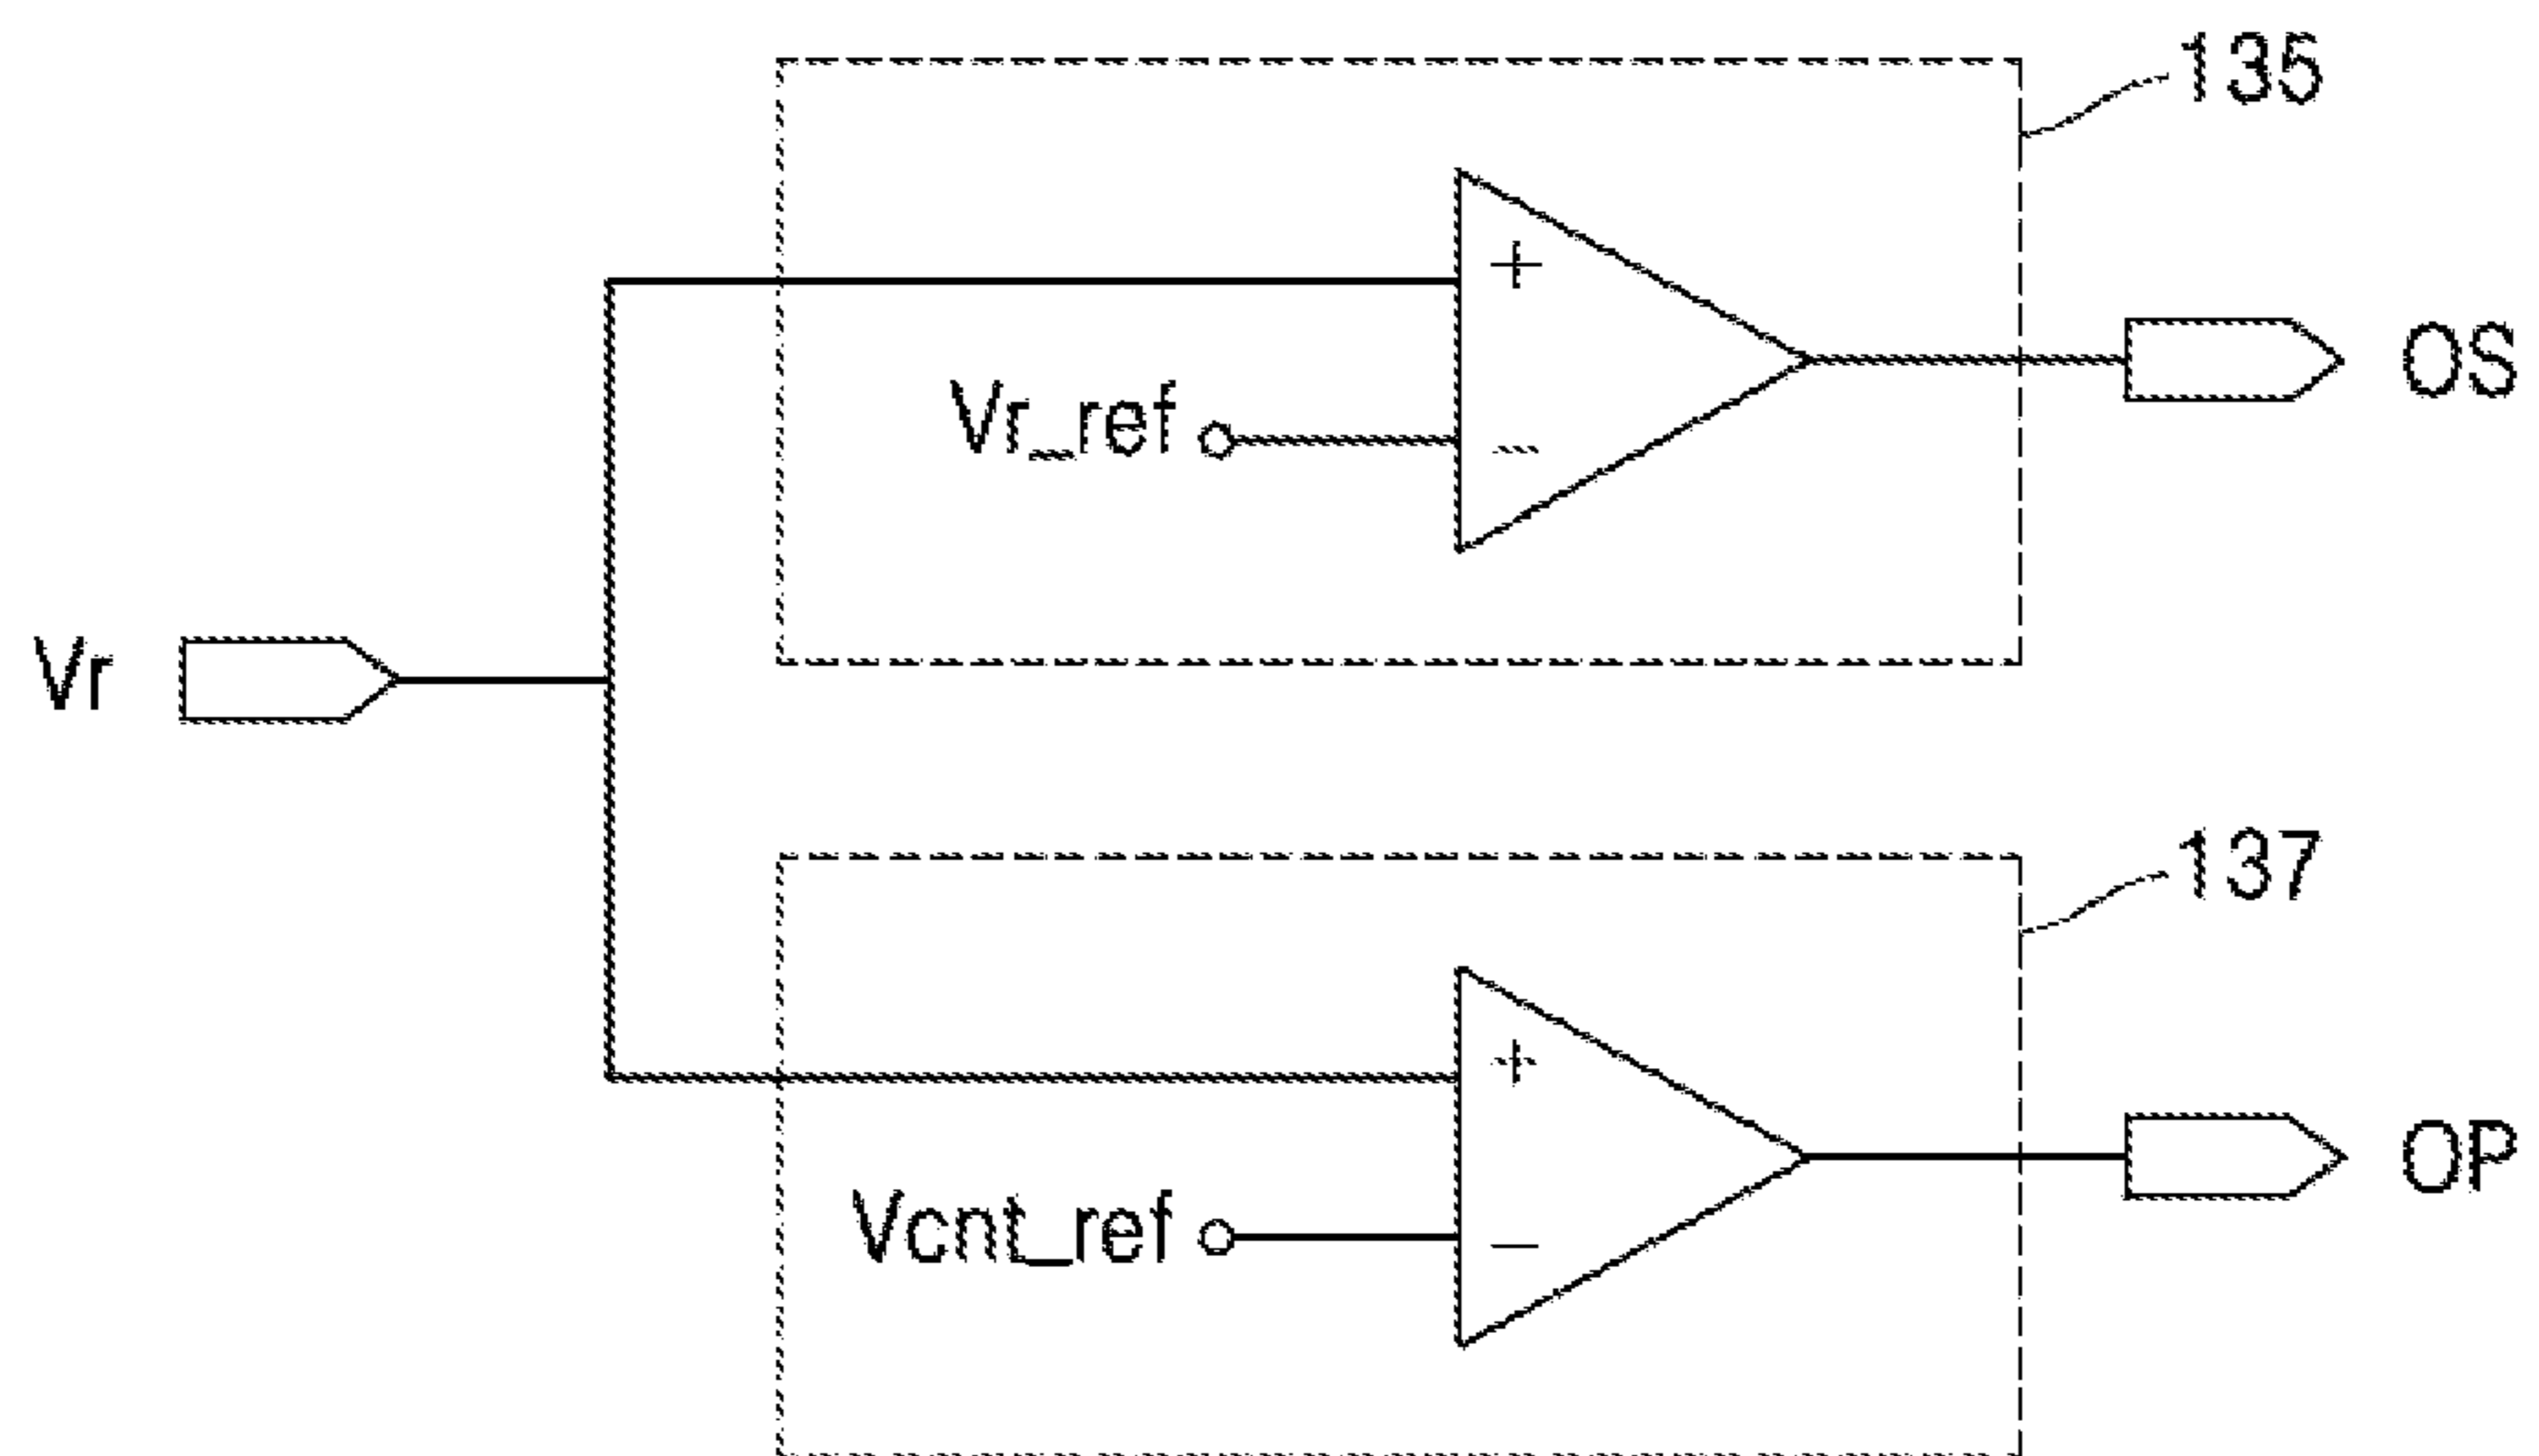 135
+
Vr_ref
−
OS
Vr
137
+
Vcnt_ref
−
OP